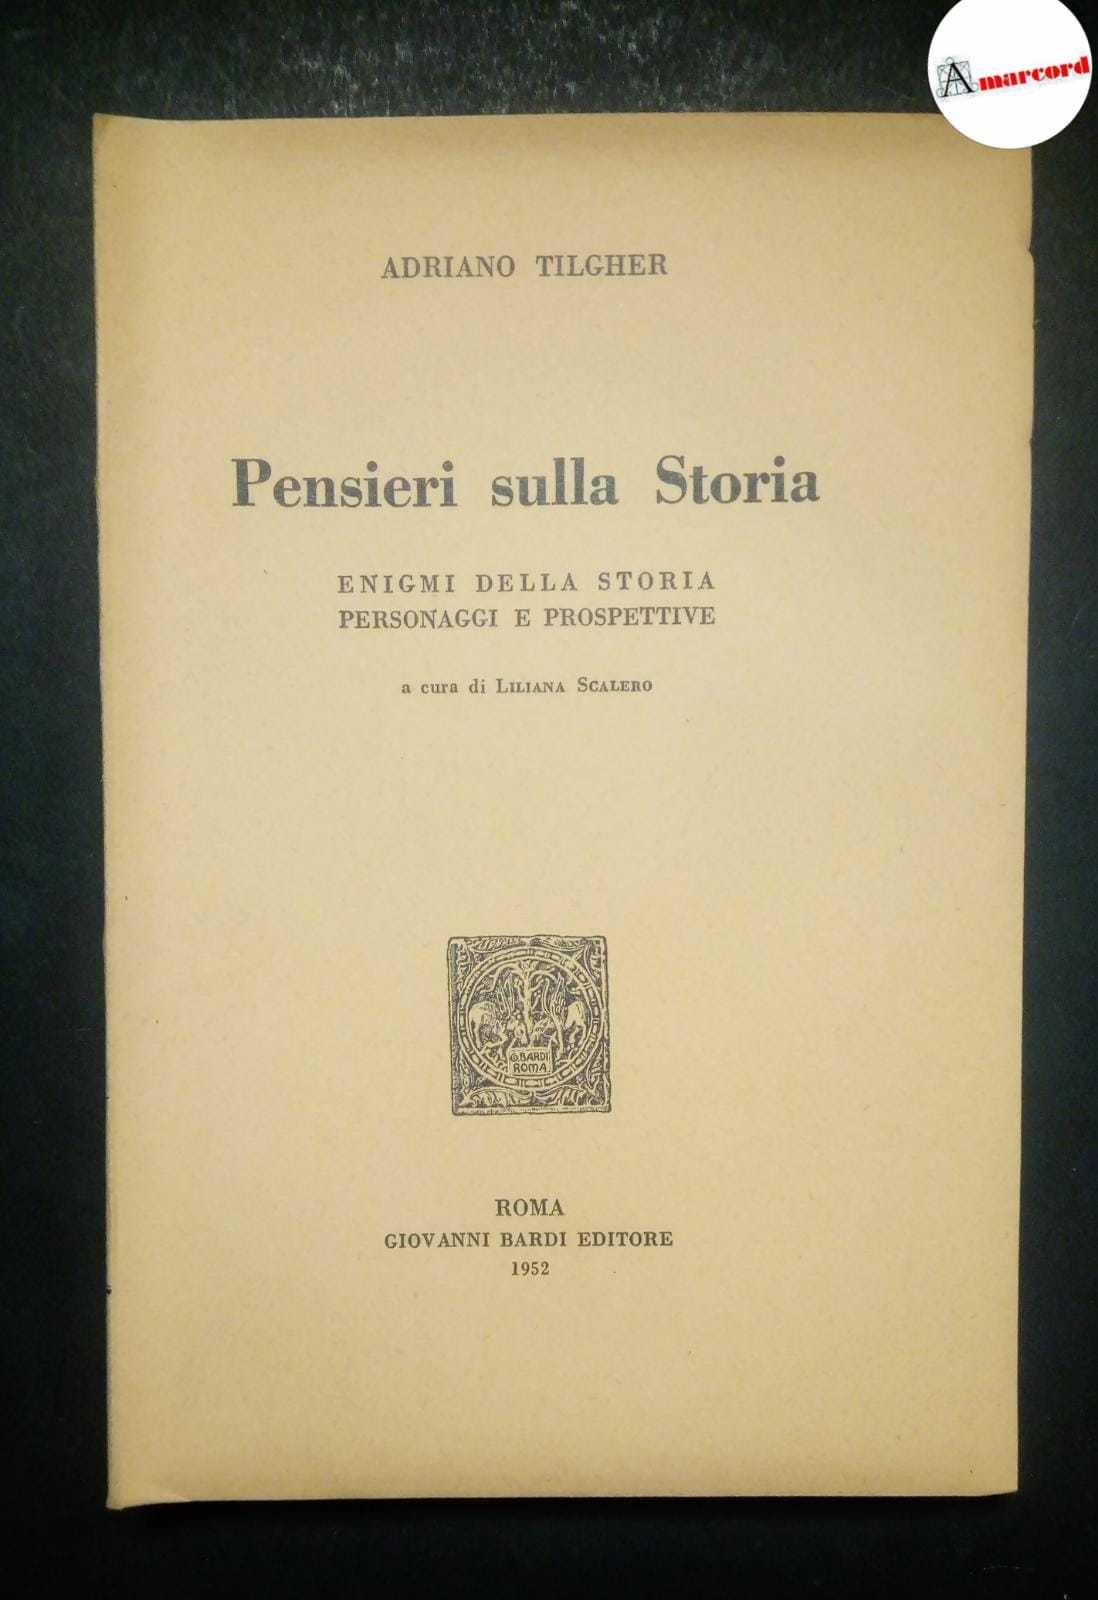 Amarcord
ADRIANO TILGHER
Pensieri sulla Storia
ENIGMI DELLA STORIA
PERSONAGGI E PROSPETTIVE
a cura di LILIANA SCALERO
G. BARDI
ROMA
ROMA
GIOVANNI BARDI EDITORE
1952